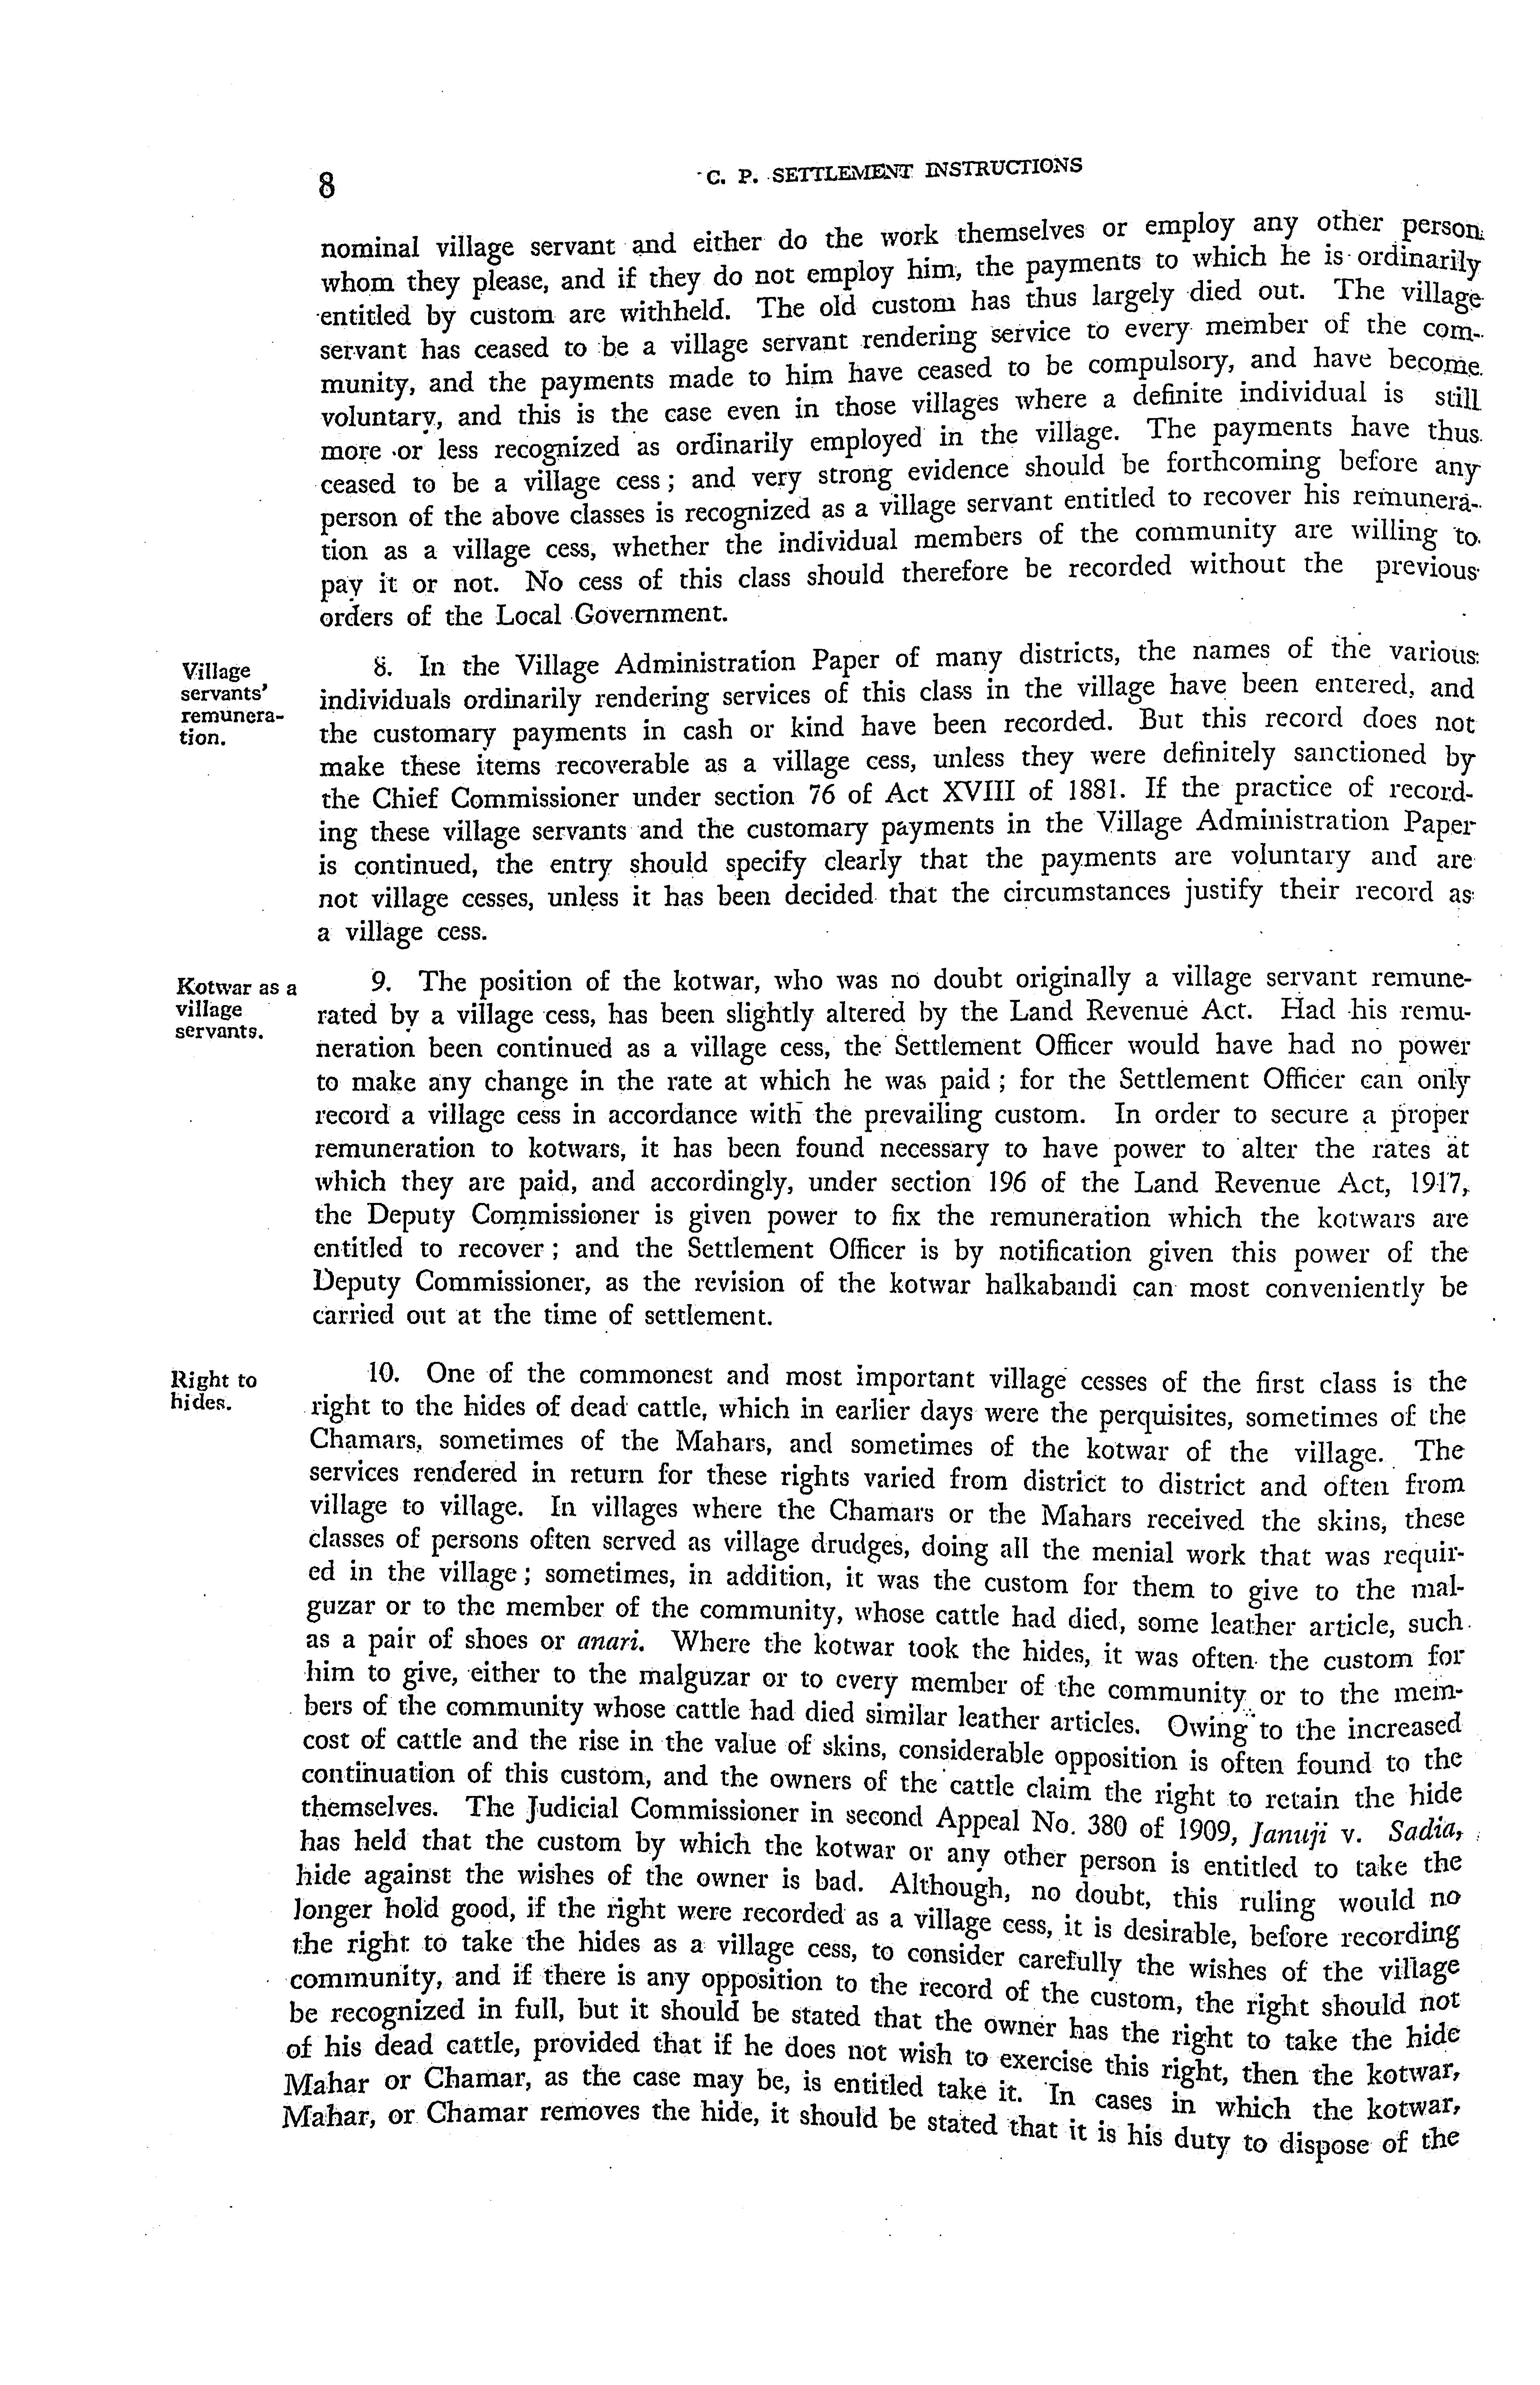 8
C. P. SETTLEMENT INSTRUCTIONS
nominal village servant and either do the work themselves or employ any other person
whom they please, and if they do not employ him, the payments to which he is ordinarily
entitled by custom are withheld. The old custom has thus largely died out. The village
servant has ceased to be a village servant rendering service to every member of the com-
munity, and the payments made to him have ceased to be compulsory, and have become
voluntary, and this is the case even in those villages where a definite individual is still
more or less recognized as ordinarily employed in the village. The payments have thus
ceased to be a village cess; and very strong evidence should be forthcoming before any
person of the above classes is recognized as a village servant entitled to recover his remunera-
tion as a village cess, whether the individual members of the community are willing to
pay it or not. No cess of this class should therefore be recorded without the previous
orders of the Local Government.
Village
servants'
remunera-
tion.
8. In the Village Administration Paper of many districts, the names of the various
individuals ordinarily rendering services of this class in the village have been entered, and
the customary payments in cash or kind have been recorded. But this record does not
make these items recoverable as a village cess, unless they were definitely sanctioned by
the Chief Commissioner under section 76 of Act XVIII of 1881. If the practice of record-
ing these village servants and the customary payments in the Village Administration Paper
is continued, the entry should specify clearly that the payments are voluntary and are
not village cesses, unless it has been decided that the circumstances justify their record as
a village cess.
Kotwar as a
village
servants.
9. The position of the kotwar, who was no doubt originally a village servant remune-
rated by a village cess, has been slightly altered by the Land Revenue Act. Had his remu-
neration been continued as a village cess, the Settlement Officer would have had no power
to make any change in the rate at which he was paid; for the Settlement Officer can only
record a village cess in accordance with the prevailing custom. In order to secure a proper
remuneration to kotwars, it has been found necessary to have power to alter the rates at
which they are paid, and accordingly, under section 196 of the Land Revenue Act, 1917,
the Deputy Commissioner is given power to fix the remuneration which the kotwars are
entitled to recover; and the Settlement Officer is by notification given this power of the
Deputy Commissioner, as the revision of the kotwar halkabandi can most conveniently be
carried out at the time of settlement.
Right to
hides.
10. One of the commonest and most important village cesses of the first class is the
right to the hides of dead cattle, which in earlier days were the perquisites, sometimes of the
Chamars, sometimes of the Mahars, and sometimes of the kotwar of the village. The
services rendered in return for these rights varied from district to district and often from
village to village. In villages where the Chamars or the Mahars received the skins, these
classes of persons often served as village drudges, doing all the menial work that was requir-
ed in the village; sometimes, in addition, it was the custom for them to give to the mal-
guzar or to the member of the community, whose cattle had died, some leather article, such
as a pair of shoes or anari. Where the kotwar took the hides, it was often the custom for
him to give, either to the malguzar or to every member of the community or to the mem-
bers of the community whose cattle had died similar leather articles. Owing to the increased
cost of cattle and the rise in the value of skins, considerable opposition is often found to the
continuation of this custom, and the owners of the cattle claim the right to retain the hide
themselves. The Judicial Commissioner in second Appeal No. 380 of 1909, Januji v. Sadia,
has held that the custom by which the kotwar or any other person is entitled to take the
hide against the wishes of the owner is bad. Although, no doubt, this ruling would no
longer hold good, if the right were recorded as a village cess, it is desirable, before recording
the right to take the hides as a village cess, to consider carefully the wishes of the village
community, and if there is any opposition to the record of the custom, the right should not
be recognized in full, but it should be stated that the owner has the right to take the hide
of his dead cattle, provided that if he does not wish to exercise this right, then the kotwar,
Mahar or Chamar, as the case may be, is entitled take it. In cases in which the kotwar,
Mahar, or Chamar removes the hide, it should be stated that it is his duty to dispose of the